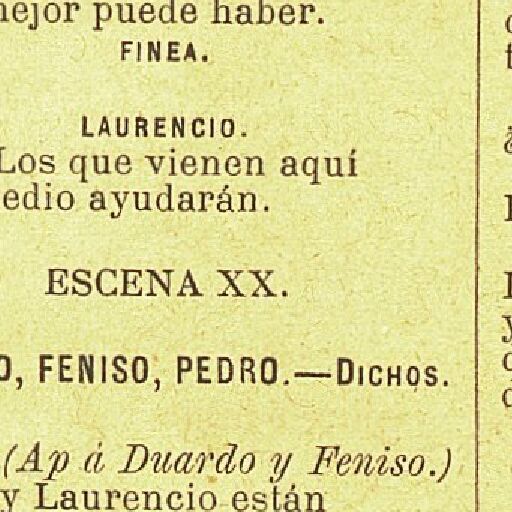 mejor puede haber.
FINEA.
LAURENCIO.
Los que vienen aquí
edio ayudarán.
ESCENA XX.
O, FENISO, PEDRO.—DICHOS.
(Ap á Duardo y Feniso.)
y Laurencio están